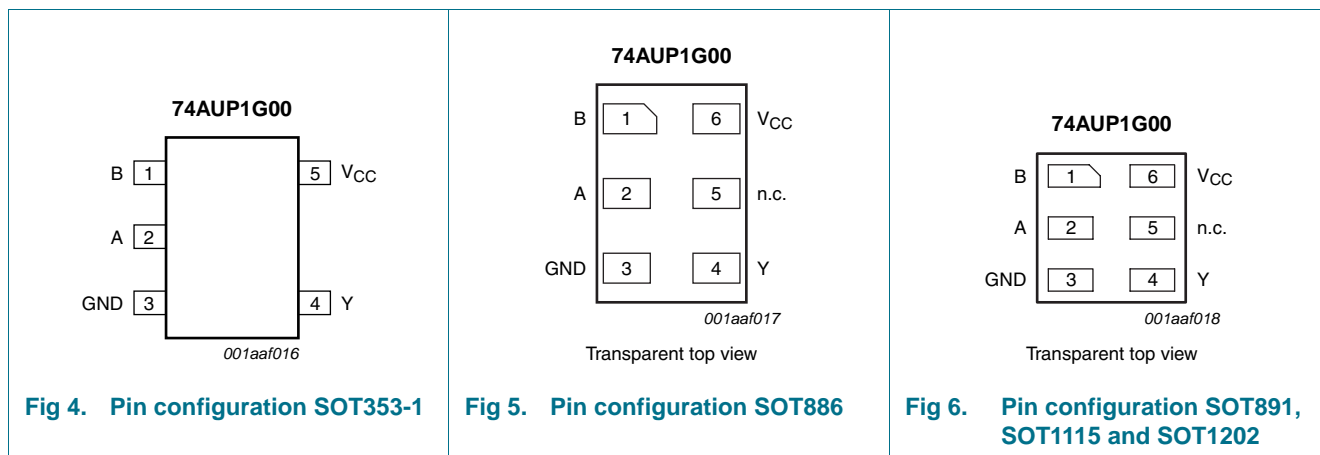 74AUP1G00
B 1 5 VCC
A 2
GND 3 4 Y
001aaf016
Fig 4. Pin configuration SOT353-1
74AUP1G00
B 1 6 VCC
A 2 5 n.c.
GND 3 4 Y
001aaf017
Transparent top view
Fig 5. Pin configuration SOT886
74AUP1G00
B 1 6 VCC
A 2 5 n.c.
GND 3 4 Y
001aaf018
Transparent top view
Fig 6. Pin configuration SOT891,
SOT1115 and SOT1202